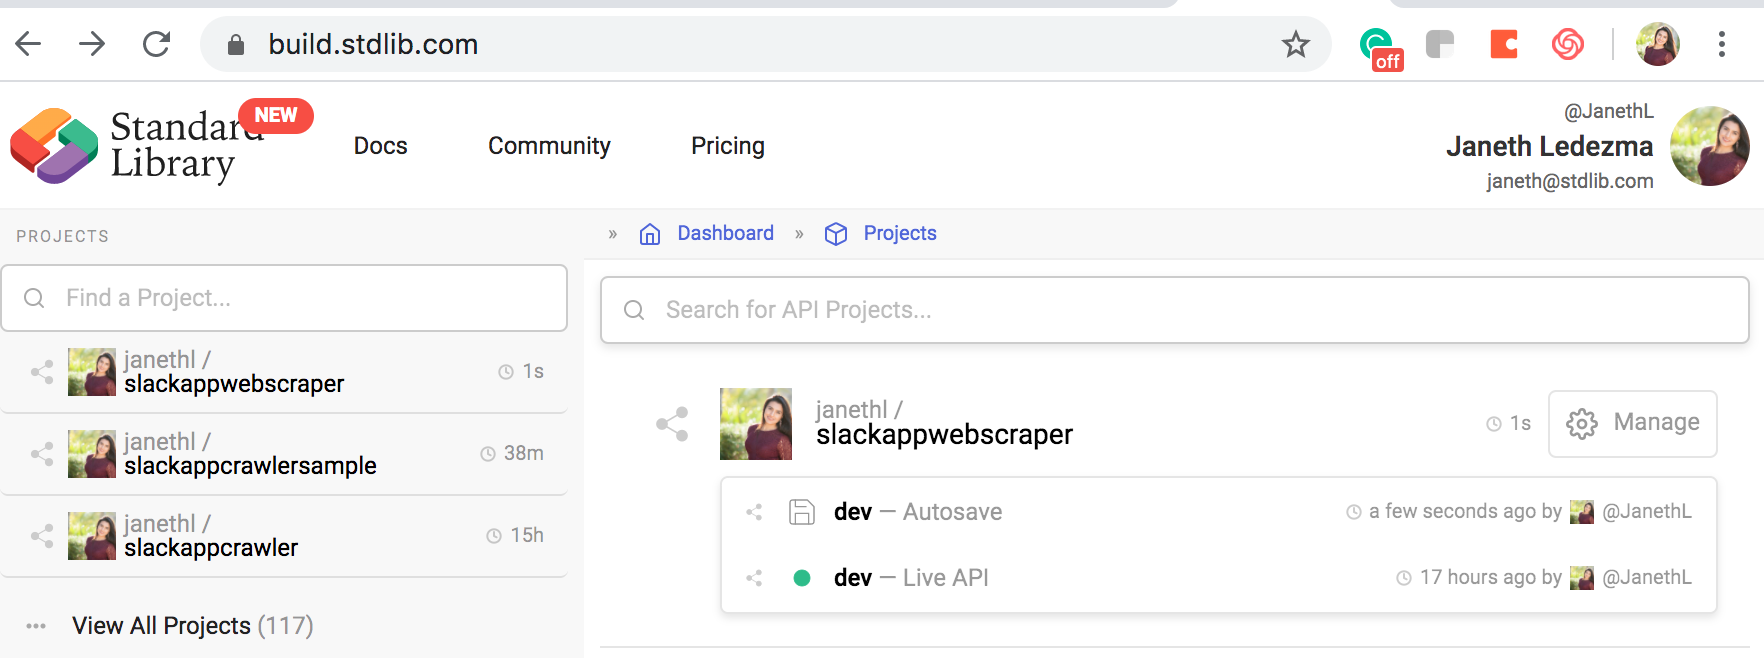 build.stdlib.com
off
Standard
Library
NEW
Docs
Community
Pricing
@JanethL
Janeth Ledezma
janeth@stdlib.com
PROJECTS
Find a Project...
janethl /
slackappwebscraper
1s
janethl /
slackappcrawlersample
38m
janethl /
slackappcrawler
15h
View All Projects (117)
» Dashboard » Projects
Search for API Projects...
janethl /
slackappwebscraper
1s
Manage
dev — Autosave
a few seconds ago by @JanethL
dev — Live API
17 hours ago by @JanethL